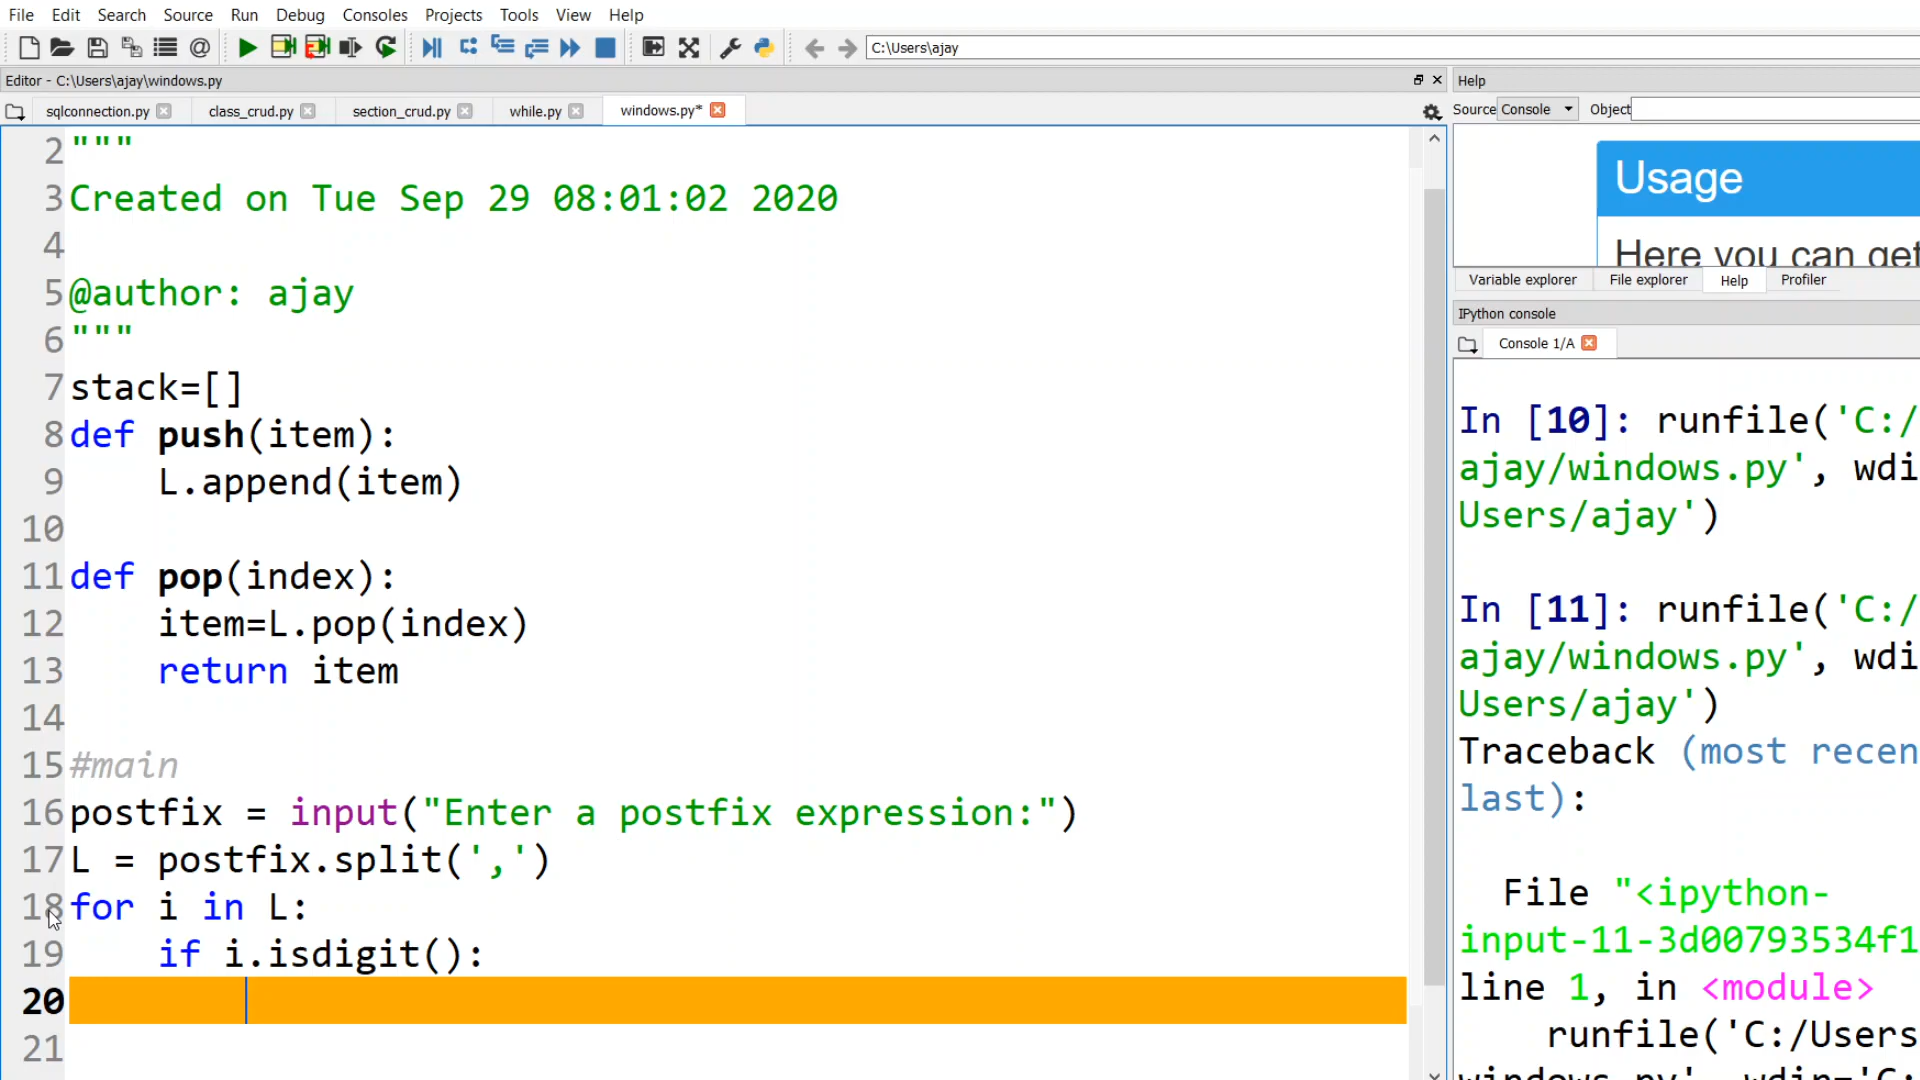 File Edit Search Source Run Debug Consoles Projects Tools View Help
C:\Users\ajay
Editor - C:\Users\ajay\windows.py
sqlconnection.py class_crud.py section_crud.py while.py windows.py*
2 """
3 Created on Tue Sep 29 08:01:02 2020
4
5 @author: ajay
6 """
7 stack=[]
8 def push(item):
9     L.append(item)
10
11 def pop(index):
12     item=L.pop(index)
13     return item
14
15 #main
16 postfix = input("Enter a postfix expression:")
17 L = postfix.split(',')
18 for i in L:
19     if i.isdigit():
20
21
Help
Source Console Object
Usage
Here you can get
Variable explorer File explorer Help Profiler
IPython console
Console 1/A
In [10]: runfile('C:/
ajay/windows.py', wdi
Users/ajay')
In [11]: runfile('C:/
ajay/windows.py', wdi
Users/ajay')
Traceback (most recen
last):
File "<ipython-
input-11-3d00793534f1
line 1, in <module>
runfile('C:/Users
windows.py', wdir='C: